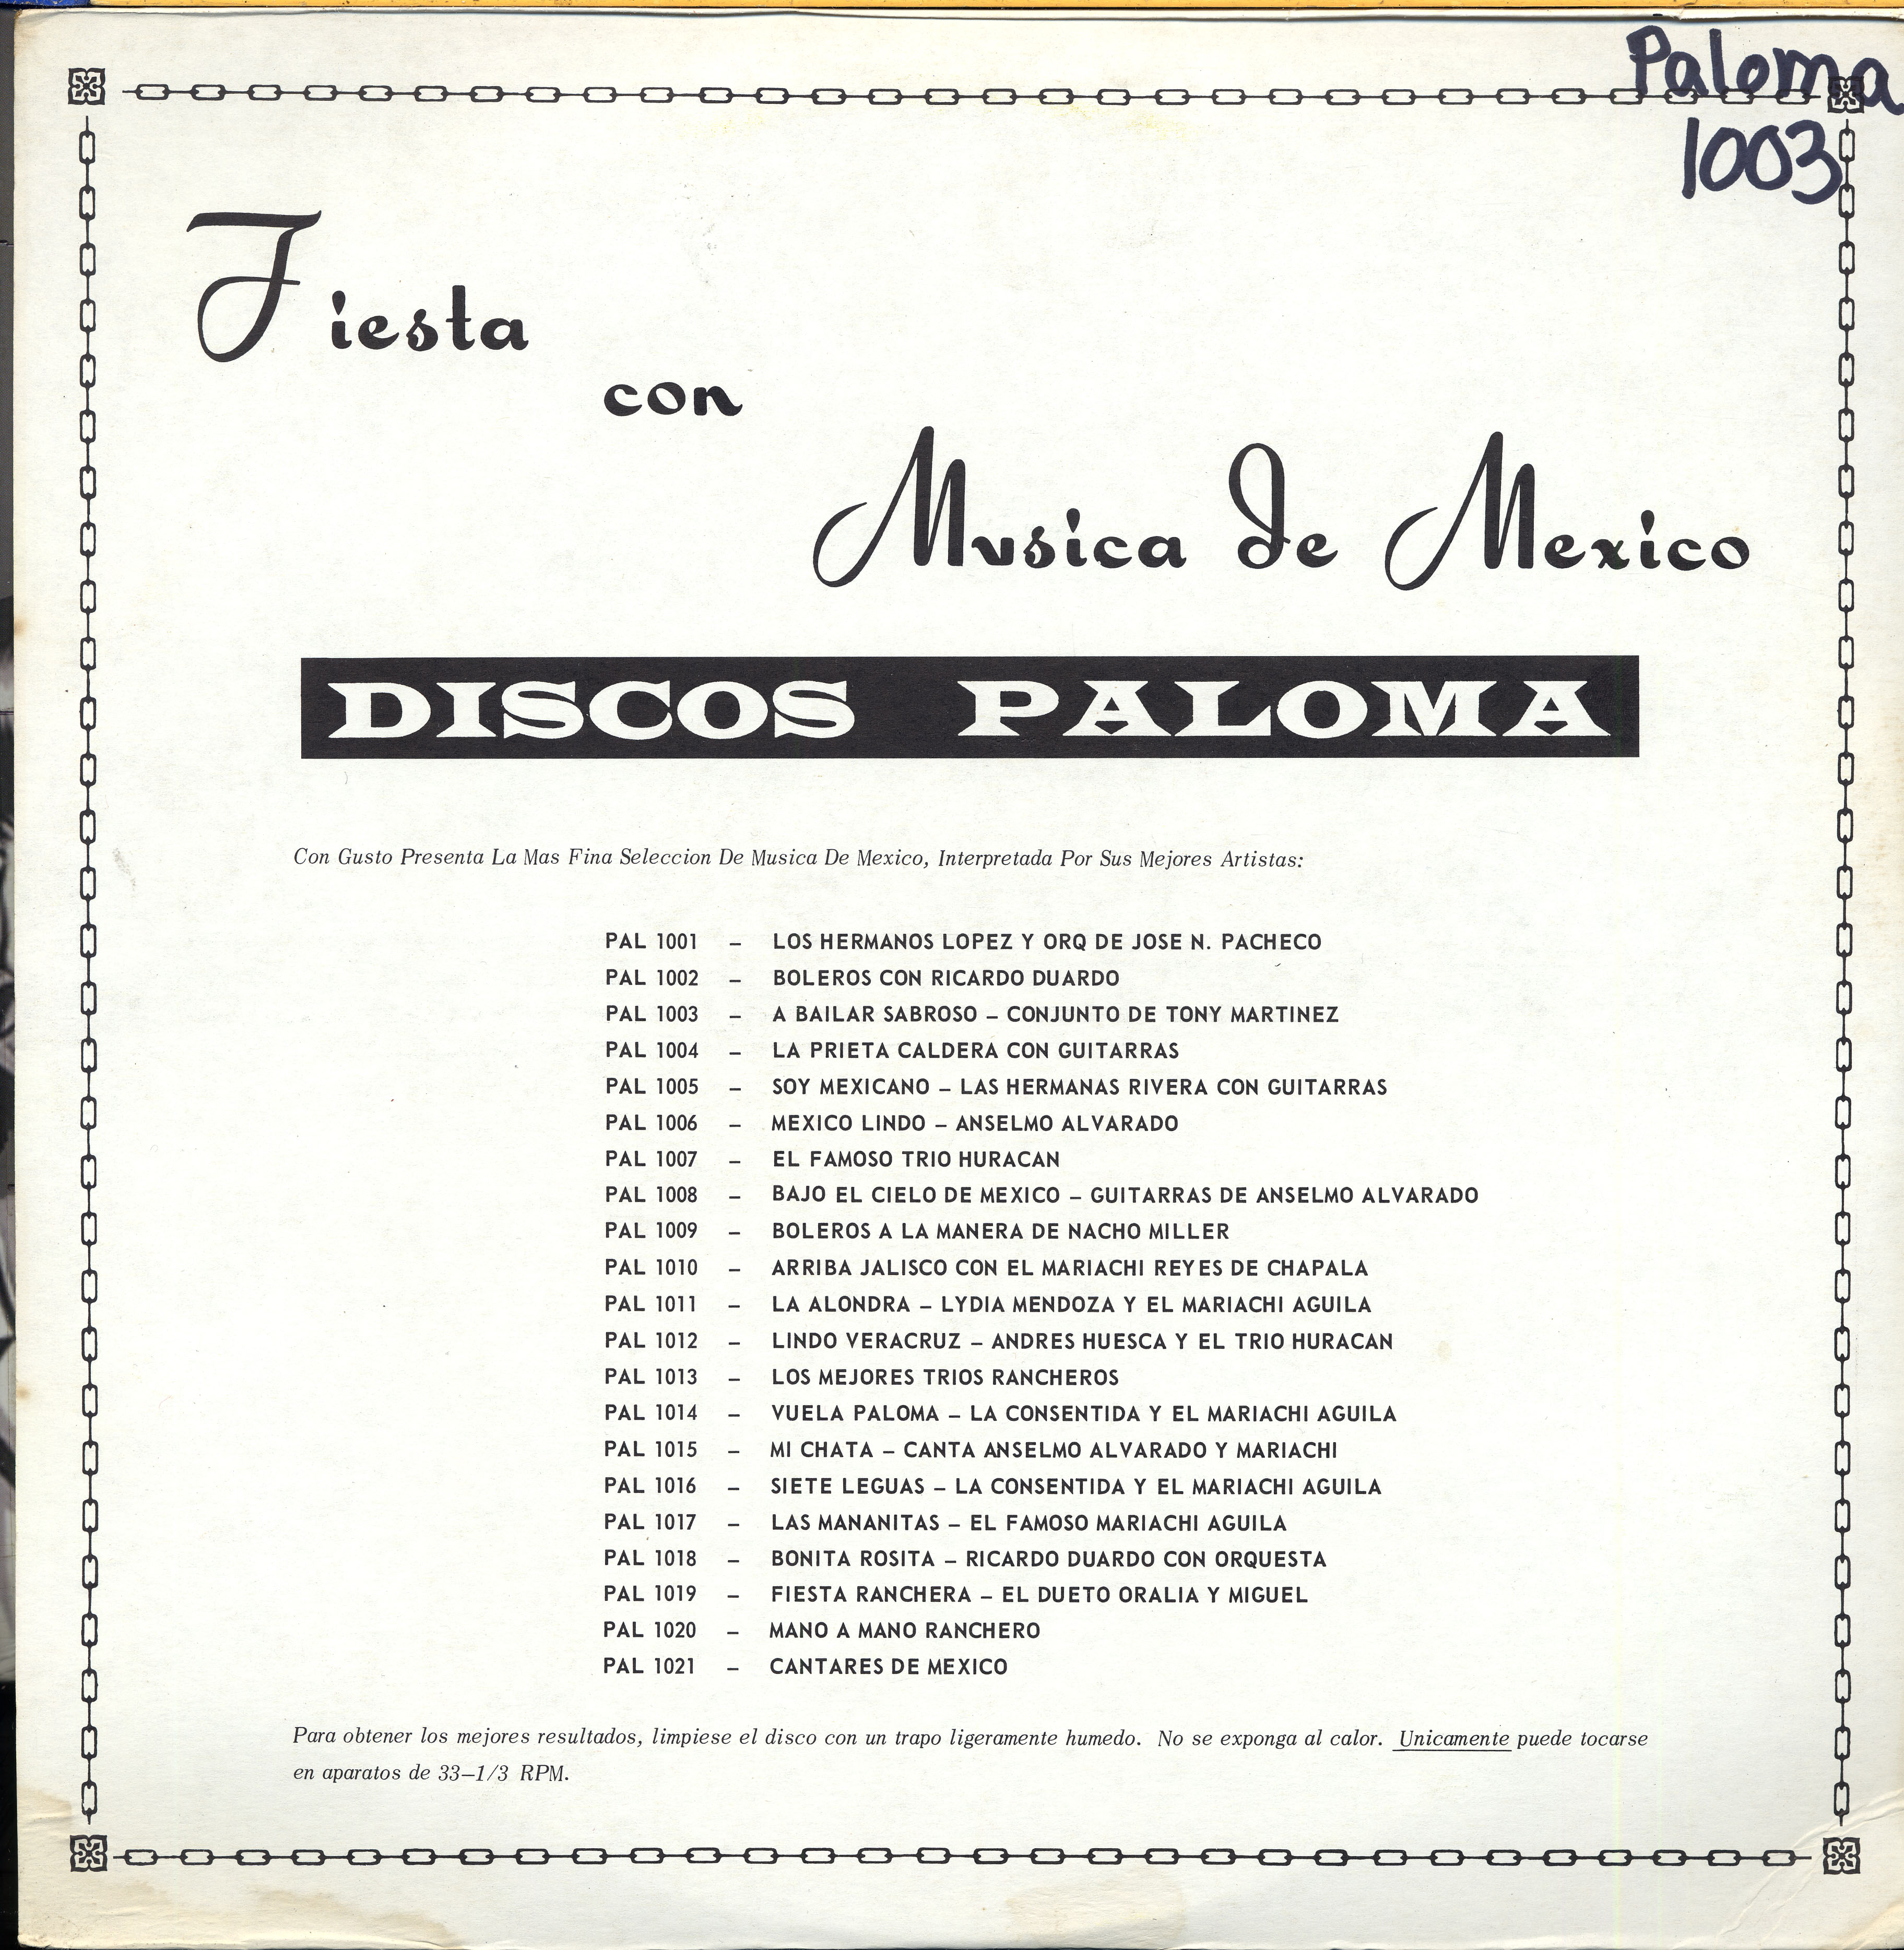 Paloma
1003
Fiesta
con
Musica de Mexico
DISCOS PALOMA
Con Gusto Presenta La Mas Fina Seleccion De Musica De Mexico, Interpretada Por Sus Mejores Artistas:
PAL 1001 – LOS HERMANOS LOPEZ Y ORQ DE JOSE N. PACHECO
PAL 1002 – BOLEROS CON RICARDO DUARDO
PAL 1003 – A BAILAR SABROSO – CONJUNTO DE TONY MARTINEZ
PAL 1004 – LA PRIETA CALDERA CON GUITARRAS
PAL 1005 – SOY MEXICANO – LAS HERMANAS RIVERA CON GUITARRAS
PAL 1006 – MEXICO LINDO – ANSELMO ALVARADO
PAL 1007 – EL FAMOSO TRIO HURACAN
PAL 1008 – BAJO EL CIELO DE MEXICO – GUITARRAS DE ANSELMO ALVARADO
PAL 1009 – BOLEROS A LA MANERA DE NACHO MILLER
PAL 1010 – ARRIBA JALISCO CON EL MARIACHI REYES DE CHAPALA
PAL 1011 – LA ALONDRA – LYDIA MENDOZA Y EL MARIACHI AGUILA
PAL 1012 – LINDO VERACRUZ – ANDRES HUESCA Y EL TRIO HURACAN
PAL 1013 – LOS MEJORES TRIOS RANCHEROS
PAL 1014 – VUELA PALOMA – LA CONSENTIDA Y EL MARIACHI AGUILA
PAL 1015 – MI CHATA – CANTA ANSELMO ALVARADO Y MARIACHI
PAL 1016 – SIETE LEGUAS – LA CONSENTIDA Y EL MARIACHI AGUILA
PAL 1017 – LAS MANANITAS – EL FAMOSO MARIACHI AGUILA
PAL 1018 – BONITA ROSITA – RICARDO DUARDO CON ORQUESTA
PAL 1019 – FIESTA RANCHERA – EL DUETO ORALIA Y MIGUEL
PAL 1020 – MANO A MANO RANCHERO
PAL 1021 – CANTARES DE MEXICO
Para obtener los mejores resultados, limpiese el disco con un trapo ligeramente humedo. No se exponga al calor. Unicamente puede tocarse
en aparatos de 33–1/3 RPM.